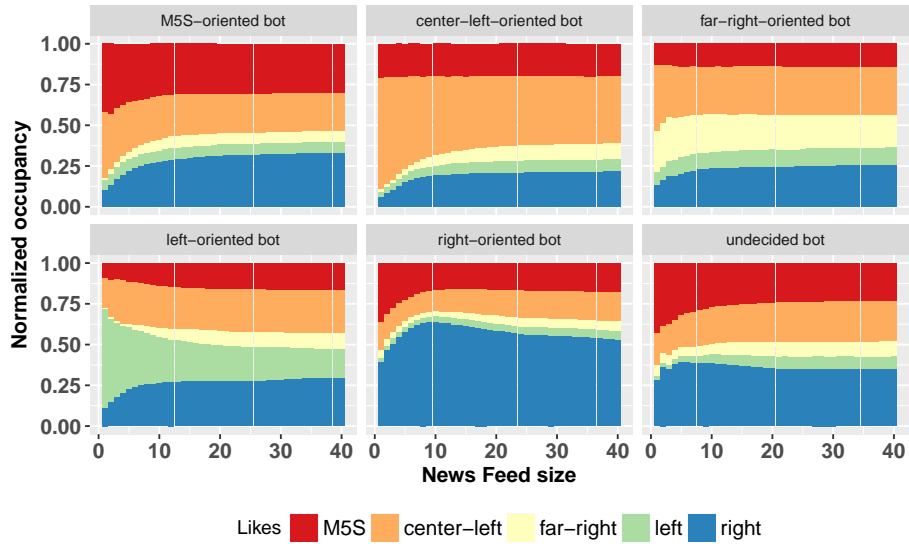 M5S−oriented bot center−left−oriented bot far−right−oriented bot
1.00
0.75
0.50
0.25
0.00
left−oriented bot right−oriented bot undecided bot
1.00
0.75
0.50
0.25
0.00
0 10 20 30 40 0 10 20 30 40 0 10 20 30 40
Normalized occupancy
News Feed size
Likes M5S center−left far−right left right